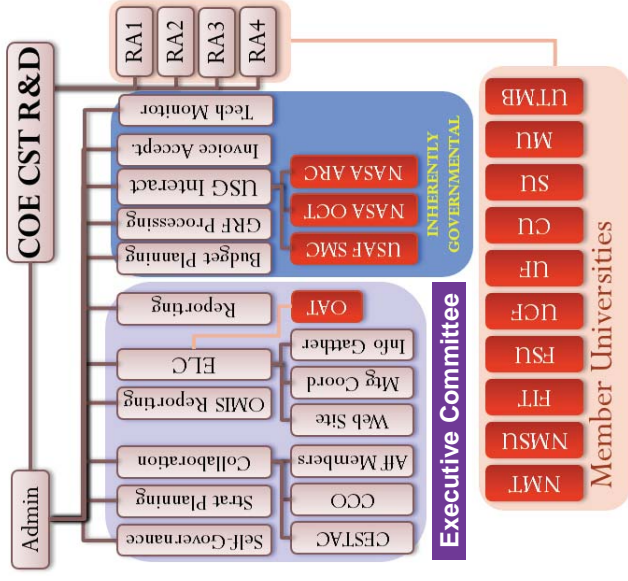 COE CST R&D
Admin
RA1
RA2
RA3
RA4
Self-Governance
Strat Planning
Collaboration
CESTAC
CCO
Aff Members
OMIS Reporting
ELC
Web Site
Mtg Coord
Info Gatther
Reporting
OAT
Executive Committee
Budget Planning
GRF Processing
USG Interact
Invoice Accept.
Tech Monitor
USAF SMC
NASA OCT
NASA ARC
INHERENTLY
GOVERNMENTAL
NMT
NMSU
FIT
FSU
UCF
UF
CU
SU
MU
UTMB
Member Universities